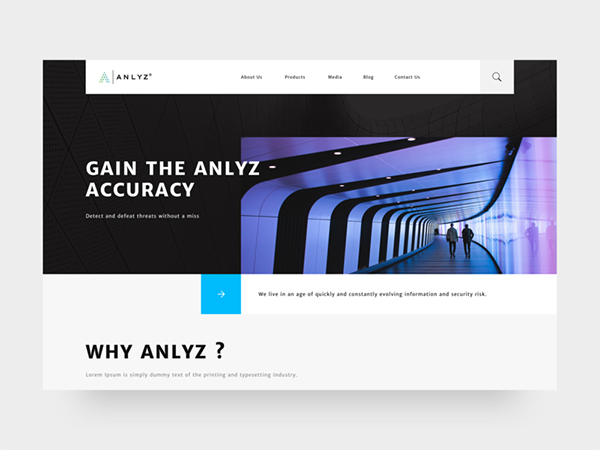 A | ANLYZ®
About Us
Products
Media
Blog
Contact Us
GAIN THE ANLYZ
ACCURACY
Detect and defeat threats without a miss
We live in an age of quickly and constantly evolving information and security risk.
WHY ANLYZ ?
Lorem Ipsum is simply dummy text of the printing and typesetting industry.